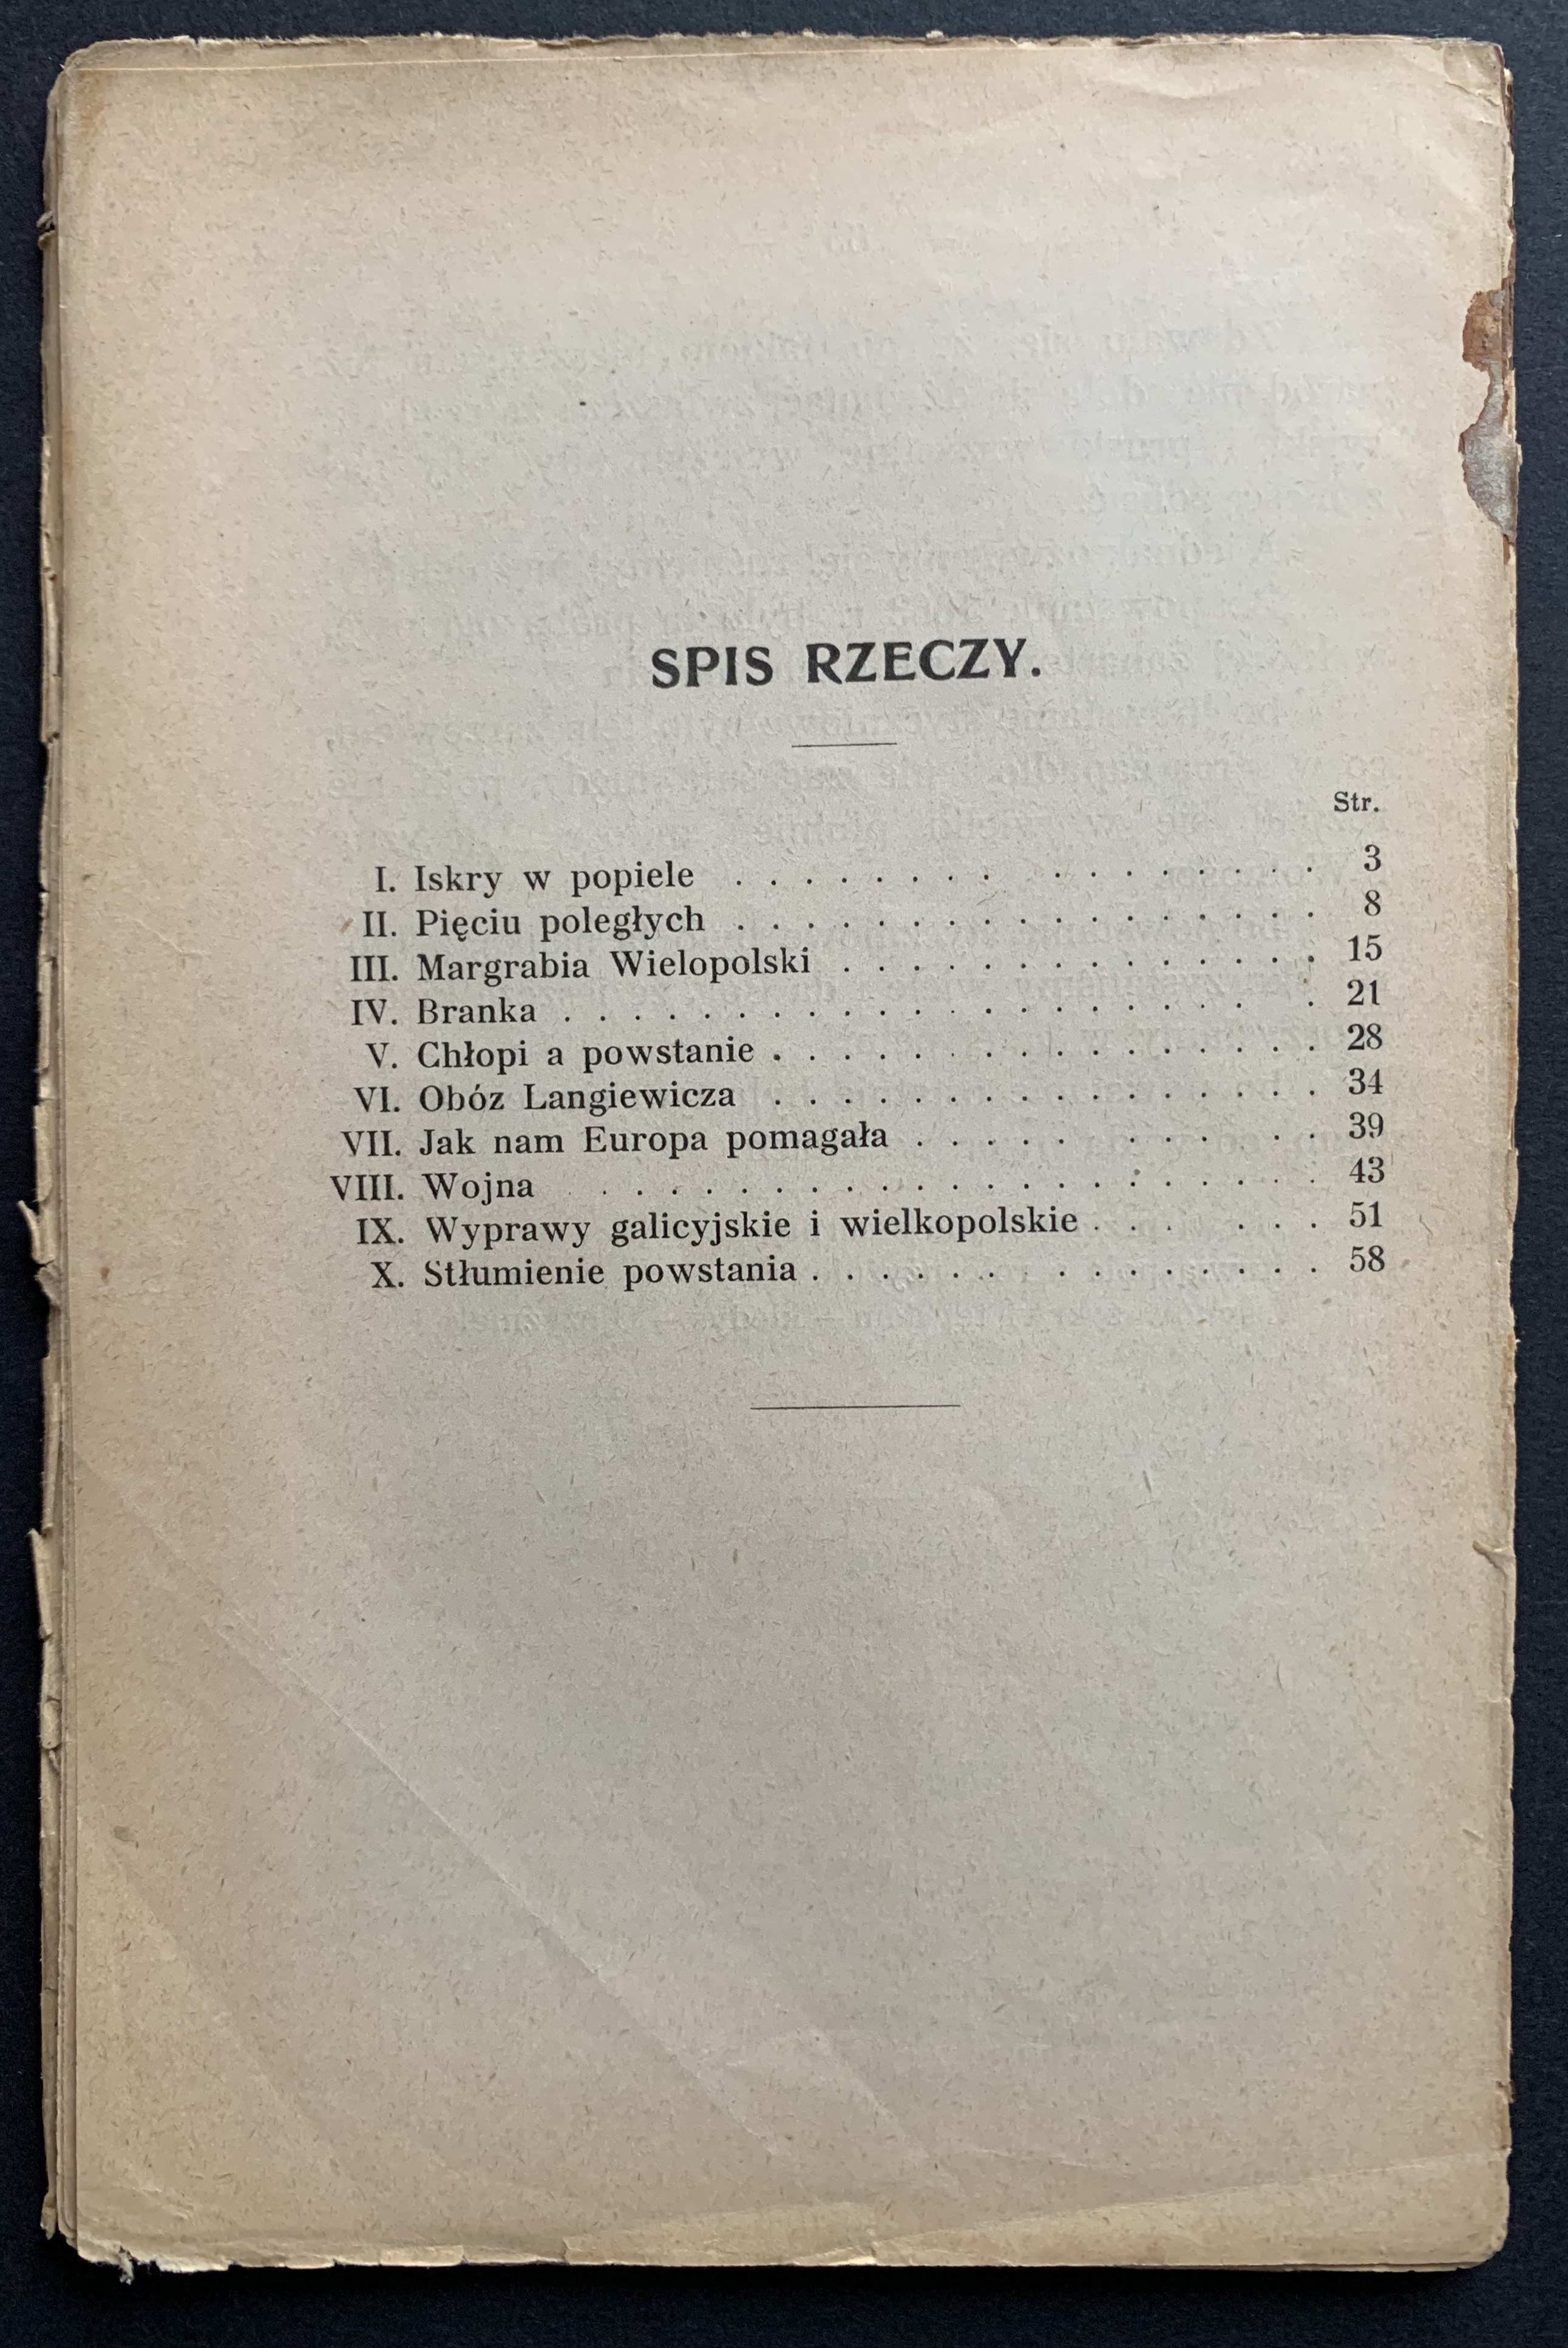 SPIS RZECZY.
Str.
I. Iskry w popiele . . . . . . . . . . . . . . . . 3
II. Pięciu poległych . . . . . . . . . . . . . . . . . 8
III. Margrabia Wielopolski . . . . . . . . . . . . . . 15
IV. Branka . . . . . . . . . . . . . . . . . . . . . 21
V. Chłopi a powstanie . . . . . . . . . . . . . . . . 28
VI. Obóz Langiewicza . . . . . . . . . . . . . . . . 34
VII. Jak nam Europa pomagała . . . . . . . . . . 39
VIII. Wojna . . . . . . . . . . . . . . . . . . . . . 43
IX. Wyprawy galicyjskie i wielkopolskie . . . . . . 51
X. Stłumienie powstania . . . . . . . . . . . . . . 58